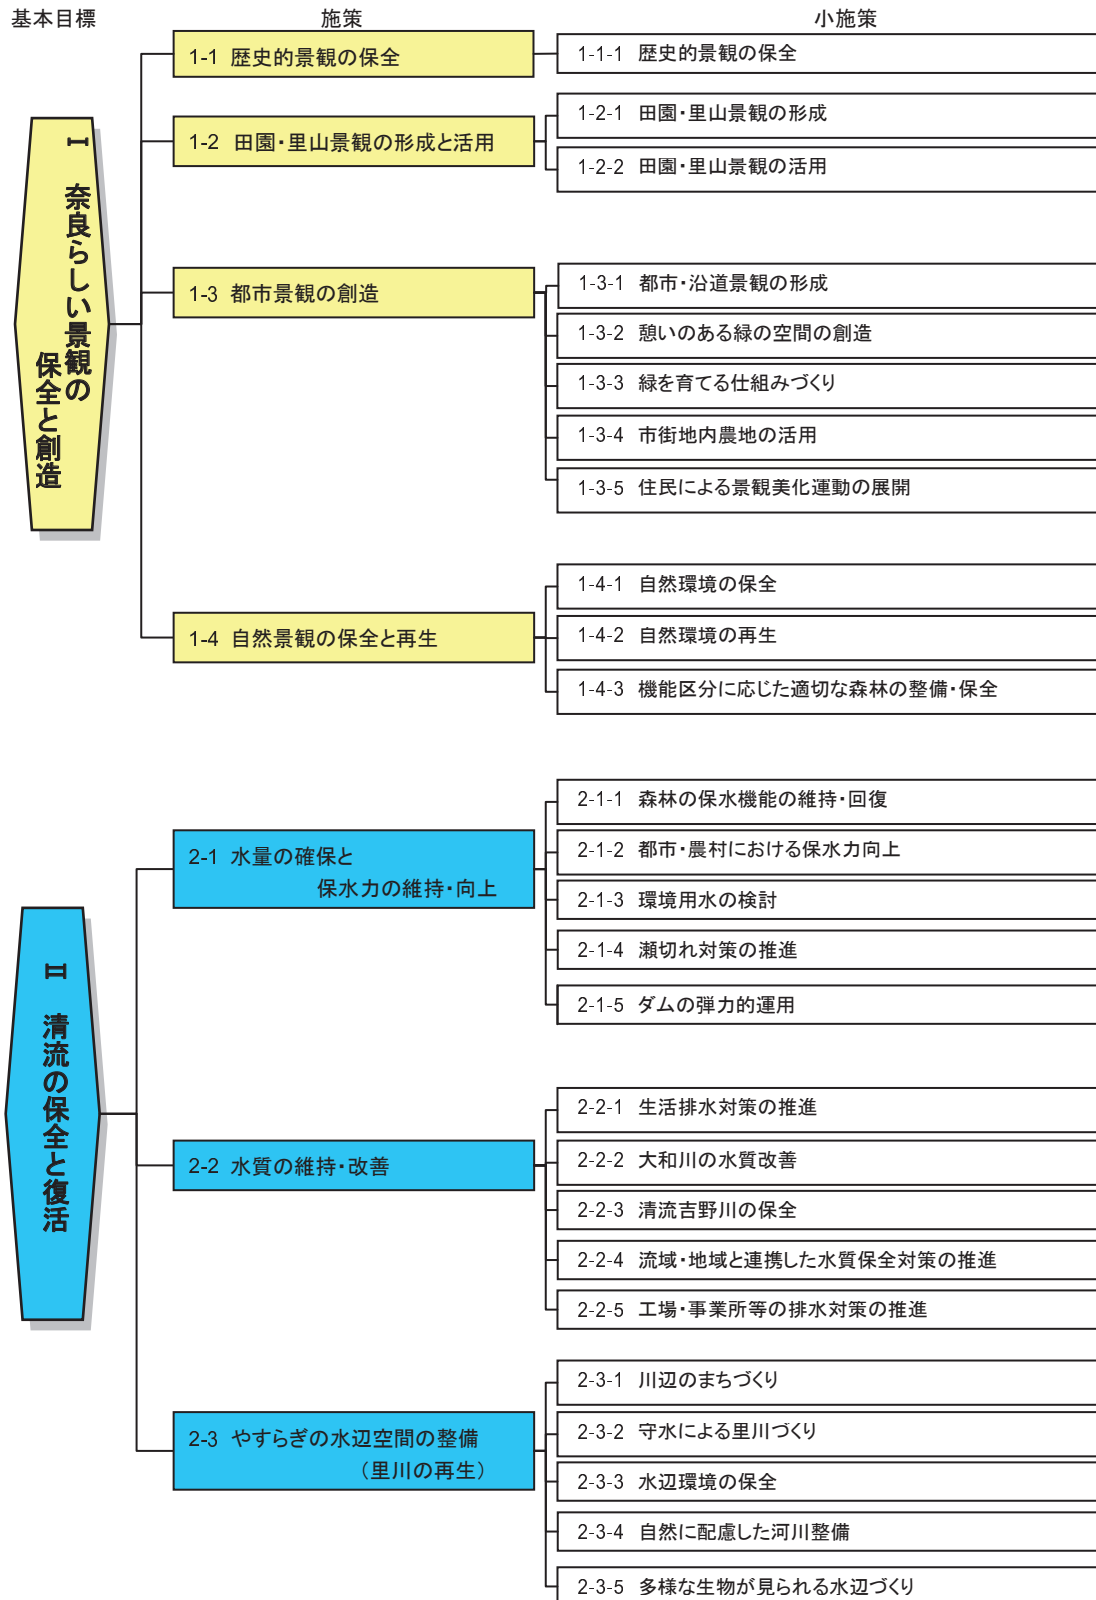 基本目標
施策
小施策
I 奈良らしい景観の
保全と創造
1-1 歴史的景観の保全
1-1-1 歴史的景観の保全
1-2 田園・里山景観の形成と活用
1-2-1 田園・里山景観の形成
1-2-2 田園・里山景観の活用
1-3 都市景観の創造
1-3-1 都市・沿道景観の形成
1-3-2 憩いのある緑の空間の創造
1-3-3 緑を育てる仕組みづくり
1-3-4 市街地内農地の活用
1-3-5 住民による景観美化運動の展開
1-4 自然景観の保全と再生
1-4-1 自然環境の保全
1-4-2 自然環境の再生
1-4-3 機能区分に応じた適切な森林の整備・保全
II 清流の保全と復活
2-1 水量の確保と
保水力の維持・向上
2-1-1 森林の保水機能の維持・回復
2-1-2 都市・農村における保水力向上
2-1-3 環境用水の検討
2-1-4 瀬切れ対策の推進
2-1-5 ダムの弾力的運用
2-2 水質の維持・改善
2-2-1 生活排水対策の推進
2-2-2 大和川の水質改善
2-2-3 清流吉野川の保全
2-2-4 流域・地域と連携した水質保全対策の推進
2-2-5 工場・事業所等の排水対策の推進
2-3 やすらぎの水辺空間の整備
（里川の再生）
2-3-1 川辺のまちづくり
2-3-2 守水による里川づくり
2-3-3 水辺環境の保全
2-3-4 自然に配慮した河川整備
2-3-5 多様な生物が見られる水辺づくり